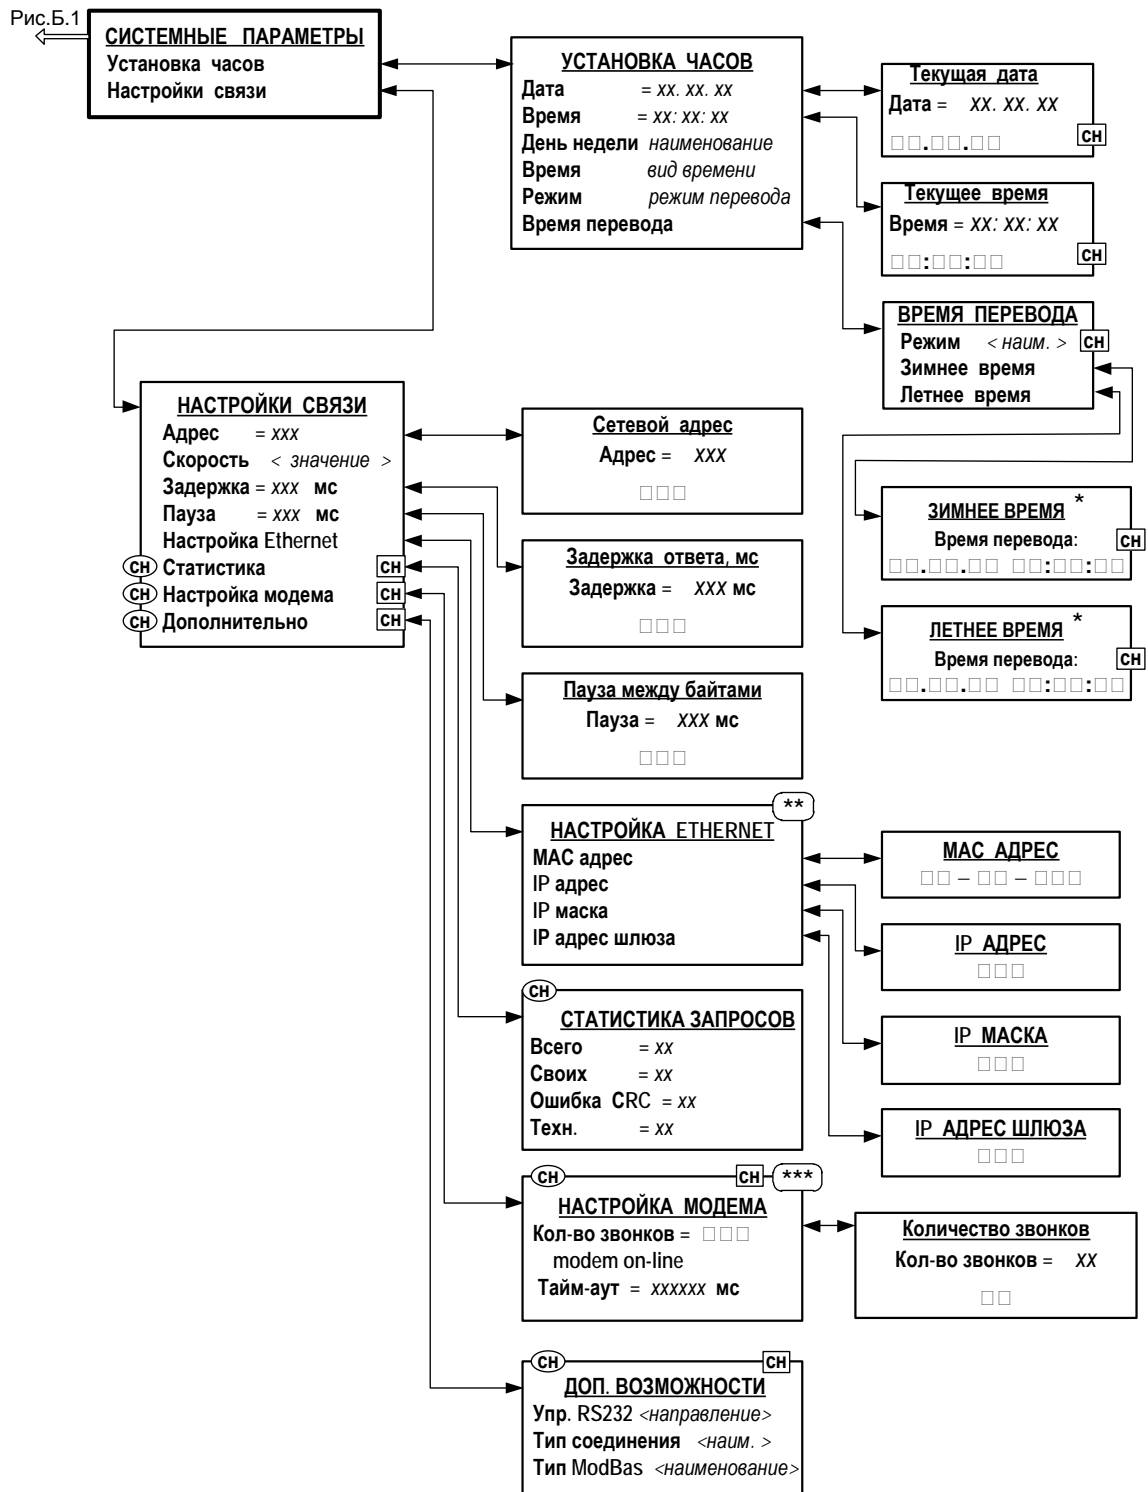 Рис.Б.1
СИСТЕМНЫЕ ПАРАМЕТРЫ
Установка часов
Настройки связи
УСТАНОВКА ЧАСОВ
Дата = xx. xx. xx
Время = xx: xx: xx
День недели наименование
Время вид времени
Режим режим перевода
Время перевода
Текущая дата
Дата = XX. XX. XX
□□.□□.□□
СН
Текущее время
Время = XX: XX: XX
□□:□□:□□
СН
ВРЕМЯ ПЕРЕВОДА
Режим < наим. > СН
Зимнее время
Летнее время
ЗИМНЕЕ ВРЕМЯ *
Время перевода:
СН
□□.□□.□□ □□:□□:□□
ЛЕТНЕЕ ВРЕМЯ *
Время перевода:
СН
□□.□□.□□ □□:□□:□□
НАСТРОЙКИ СВЯЗИ
Адрес = xxx
Скорость < значение >
Задержка = xxx мс
Пауза = xxx мс
Настройка Ethernet
СН Статистика СН
СН Настройка модема СН
СН Дополнительно СН
Сетевой адрес
Адрес = XXX
□□□
Задержка ответа, мс
Задержка = XXX мс
□□□
Пауза между байтами
Пауза = XXX мс
□□□
**
НАСТРОЙКА ETHERNET
MAC адрес
IP адрес
IP маска
IP адрес шлюза
MAC АДРЕС
□□ – □□ – □□□
IP АДРЕС
□□□
IP МАСКА
□□□
IP АДРЕС ШЛЮЗА
□□□
СН
СТАТИСТИКА ЗАПРОСОВ
Всего = xx
Своих = xx
Ошибка CRC = xx
Техн. = xx
СН СН ***
НАСТРОЙКА МОДЕМА
Кол-во звонков = □□□
modem on-line
Тайм-аут = xxxxxx мс
Количество звонков
Кол-во звонков = XX
□□
СН СН
ДОП. ВОЗМОЖНОСТИ
Упр. RS232 <направление>
Тип соединения <наим. >
Тип ModBas <наименование>